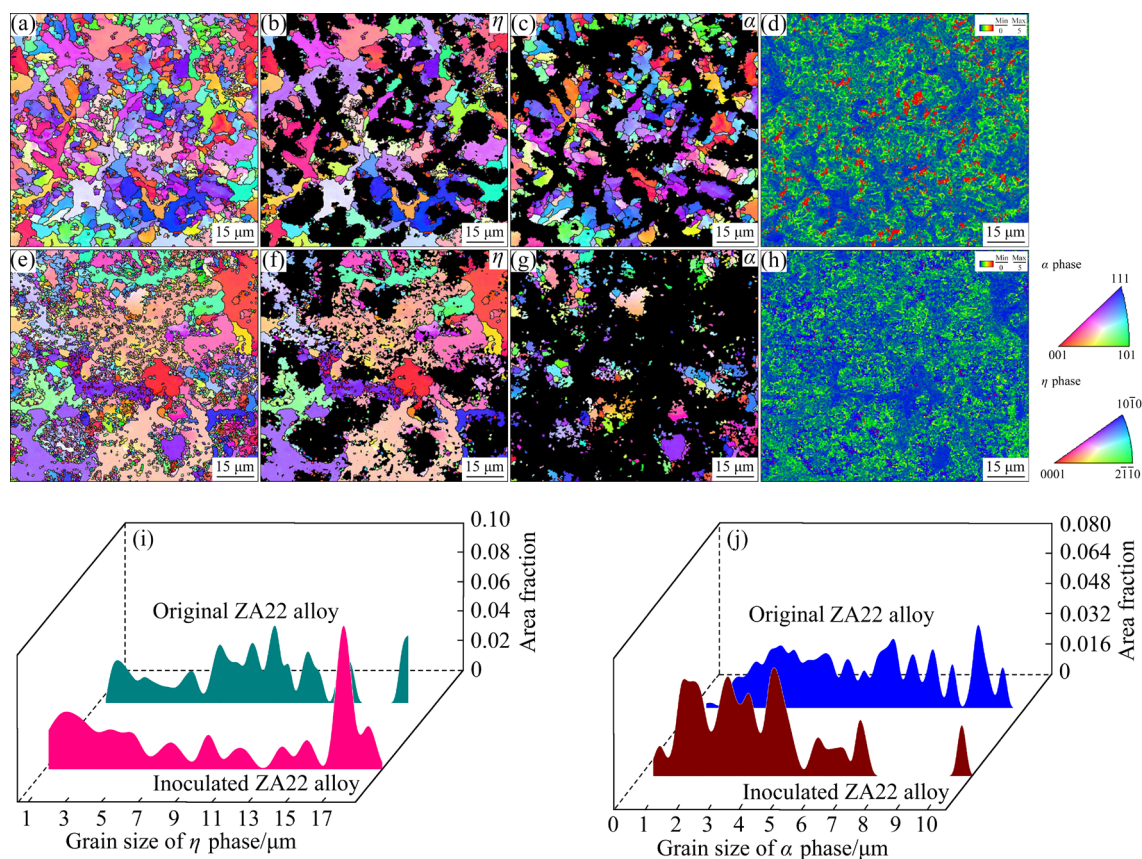 (a)
15 μm
(b)
η
15 μm
(c)
α
15 μm
(d)
Min Max
0 5
15 μm
(e)
15 μm
(f)
η
15 μm
(g)
α
15 μm
(h)
Min Max
0 5
15 μm
α phase
111
001
101
η phase
101̄0
0001
2̄1̄1̄0
(i)
0.10
0.08
0.06
0.04
0.02
0
Area fraction
Original ZA22 alloy
Inoculated ZA22 alloy
1 3 5 7 9 11 13 15 17
Grain size of η phase/μm
(j)
0.080
0.064
0.048
0.032
0.016
0
Area fraction
Original ZA22 alloy
Inoculated ZA22 alloy
0 1 2 3 4 5 6 7 8 9 10
Grain size of α phase/μm